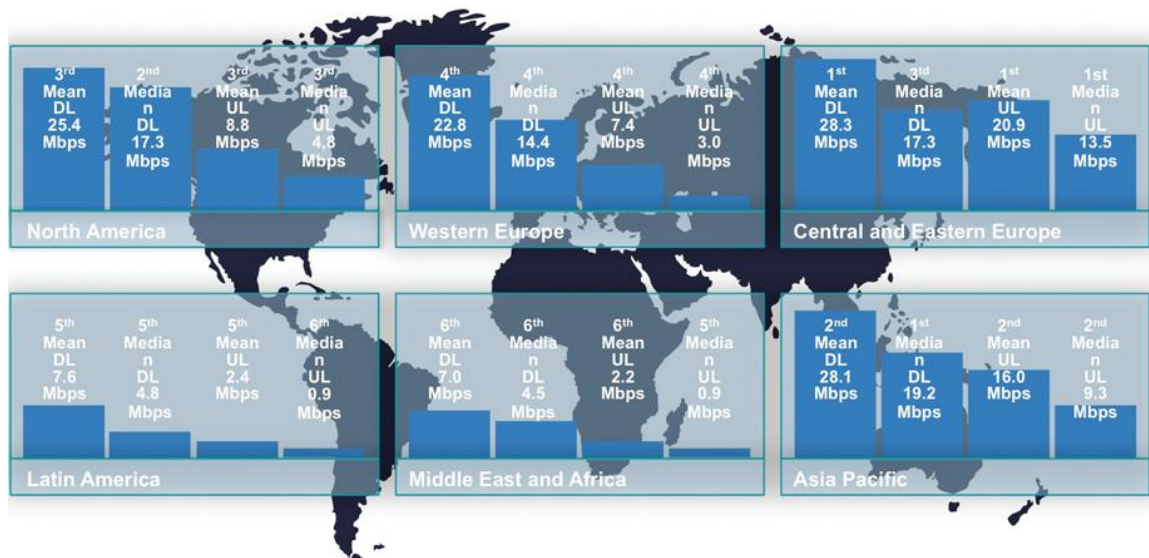 3rd
Mean
DL
25.4
Mbps
2nd
Media
n
DL
17.3
Mbps
3rd
Mean
UL
8.8
Mbps
3rd
Media
n
UL
4.8
Mbps
North America
4th
Mean
DL
22.8
Mbps
4th
Media
n
DL
14.4
Mbps
4th
Mean
UL
7.4
Mbps
4th
Media
n
UL
3.0
Mbps
Western Europe
1st
Mean
DL
28.3
Mbps
3td
Media
n
DL
17.3
Mbps
1st
Mean
UL
20.9
Mbps
1st
Media
n
UL
13.5
Mbps
Central and Eastern Europe
5th
Mean
DL
7.6
Mbps
5th
Media
n
DL
4.8
Mbps
5th
Mean
UL
2.4
Mbps
6th
Media
n
UL
0.9
Mbps
Latin America
6th
Mean
DL
7.0
Mbps
6th
Media
n
DL
4.5
Mbps
6th
Mean
UL
2.2
Mbps
5th
Media
n
UL
0.9
Mbps
Middle East and Africa
2nd
Mean
DL
28.1
Mbps
1st
Media
n
DL
19.2
Mbps
2nd
Mean
UL
16.0
Mbps
2nd
Media
n
UL
9.3
Mbps
Asia Pacific